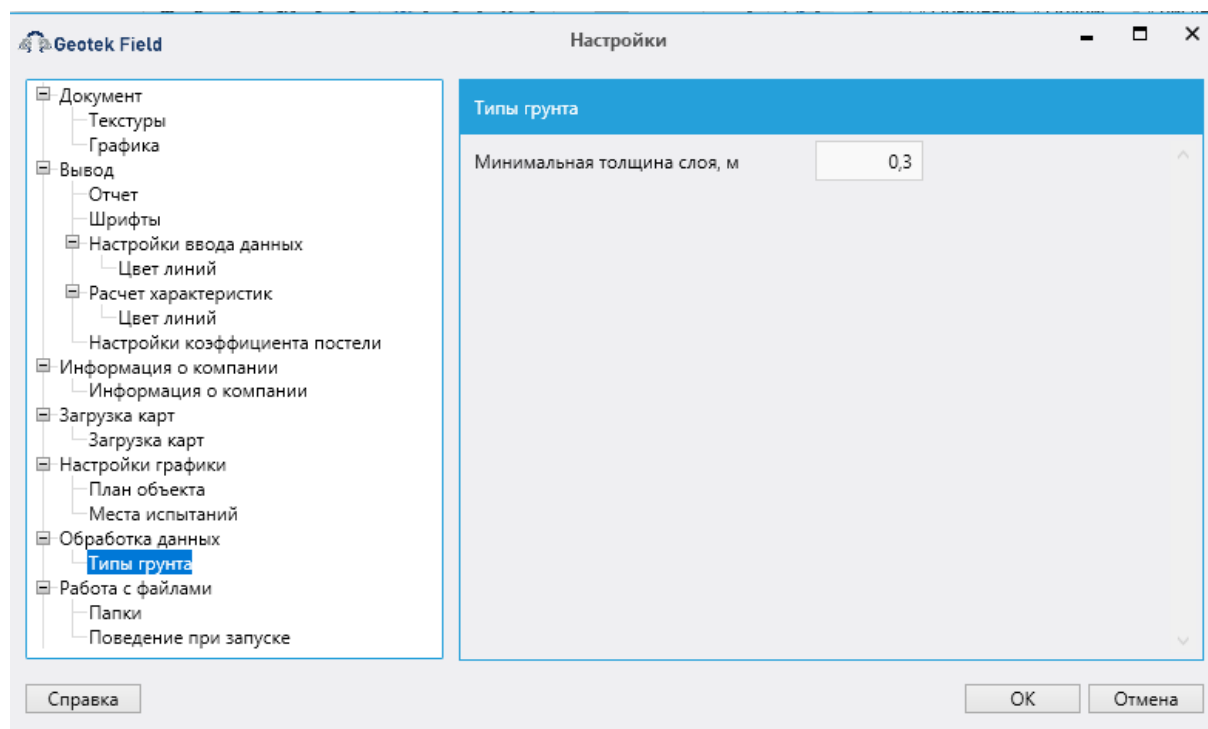 Geotek Field
Настройки
Документ
Текстуры
Графика
Вывод
Отчет
Шрифты
Настройки ввода данных
Цвет линий
Расчет характеристик
Цвет линий
Настройки коэффициента постели
Информация о компании
Информация о компании
Загрузка карт
Загрузка карт
Настройки графики
План объекта
Места испытаний
Обработка данных
Типы грунта
Работа с файлами
Папки
Поведение при запуске
Типы грунта
Минимальная толщина слоя, м 0,3
Справка
ОК
Отмена